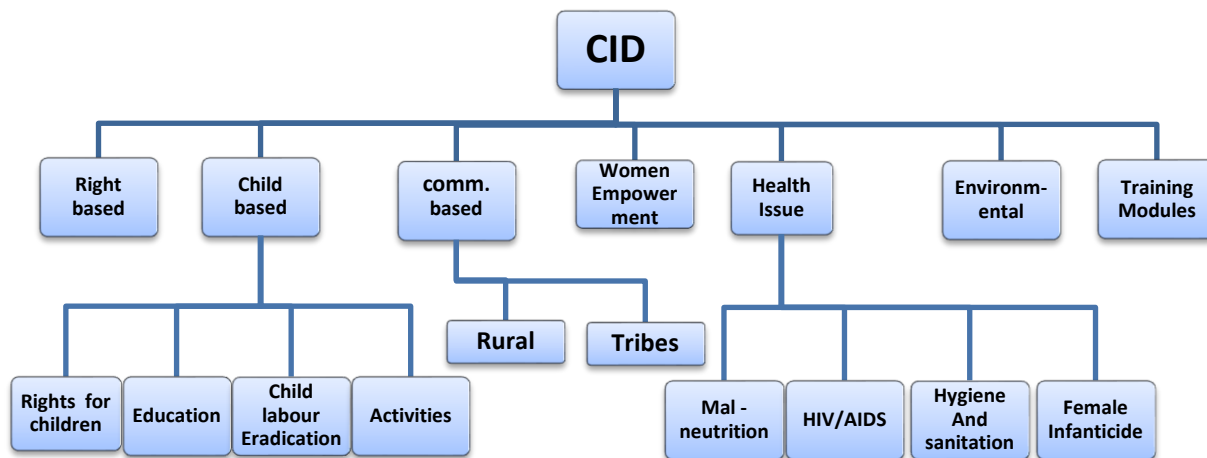 CID
Right
based
Child
based
comm.
based
Women
Empower
ment
Health
Issue
Environm-
ental
Training
Modules
Rural
Tribes
Rights for
children
Education
Child
labour
Eradication
Activities
Mal -
neutrition
HIV/AIDS
Hygiene
And
sanitation
Female
Infanticide